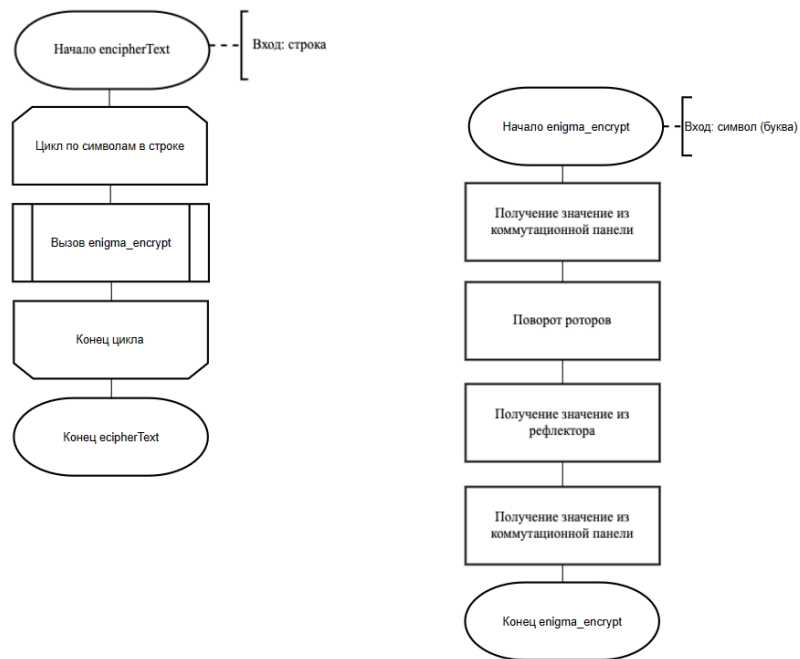 Начало encipherText
Вход: строка
Цикл по символам в строке
Вызов enigma_encrypt
Конец цикла
Конец ecipherText
Начало enigma_encrypt
Вход: символ (буква)
Получение значение из
коммутационной панели
Поворот роторов
Получение значение из
рефлектора
Получение значение из
коммутационной панели
Конец enigma_encrypt